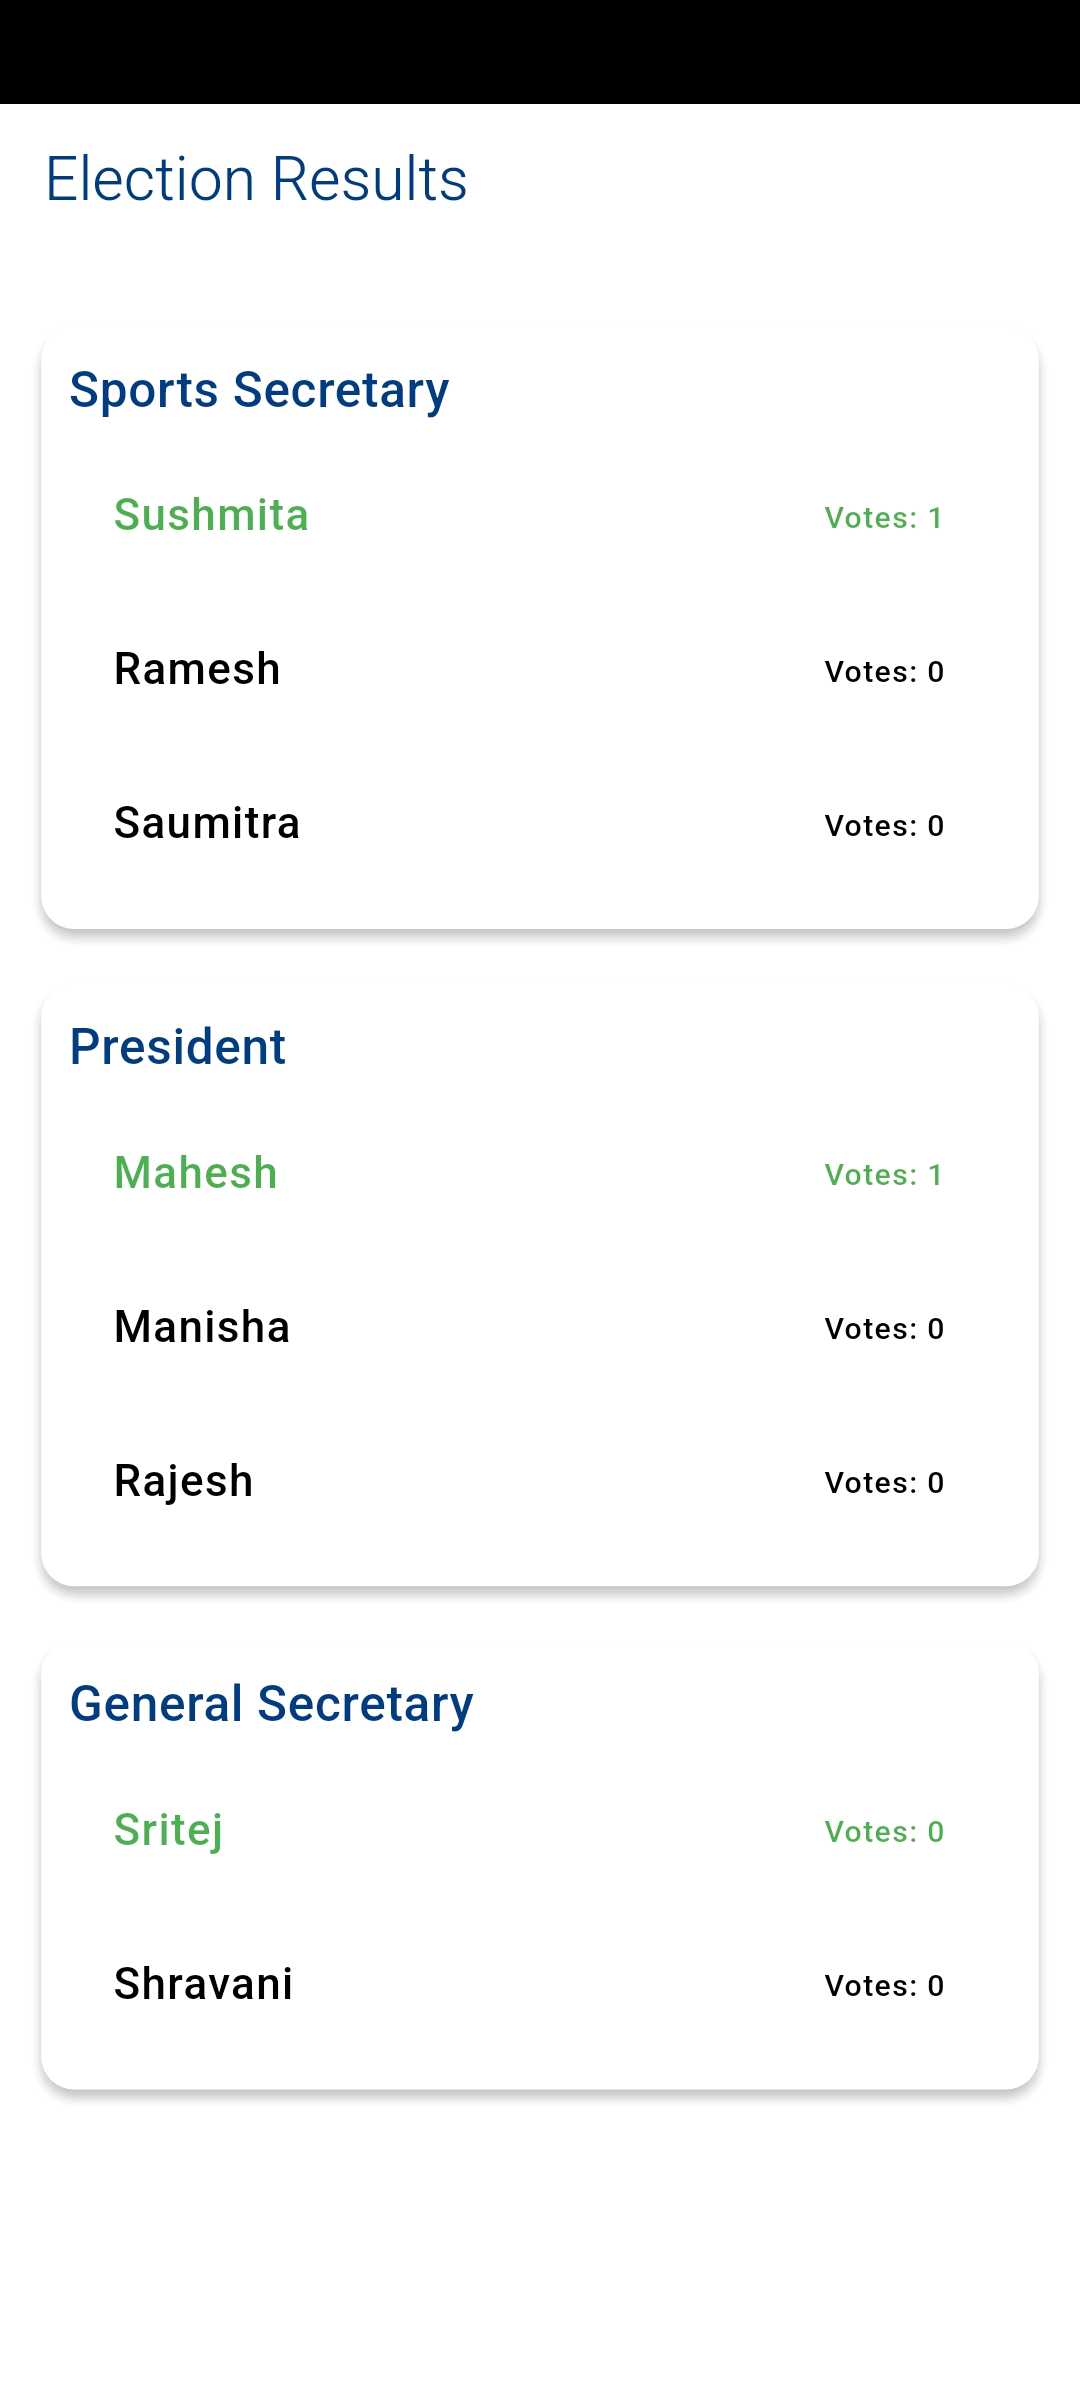 Election Results
Sports Secretary
Sushmita Votes: 1
Ramesh Votes: 0
Saumitra Votes: 0
President
Mahesh Votes: 1
Manisha Votes: 0
Rajesh Votes: 0
General Secretary
Sritej Votes: 0
Shravani Votes: 0